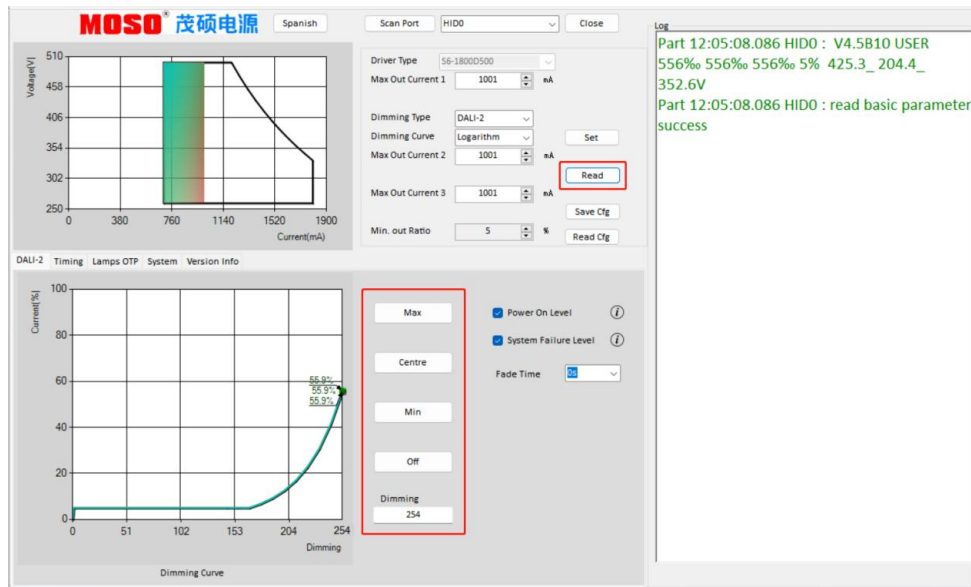 MOSO® 茂硕电源
Spanish
Scan Port
HID0
Close
Voltage(V)
510
458
406
354
302
250
0 380 760 1140 1520 1900
Current(mA)
Driver Type
S6-1800D500
Max Out Current 1
1001
mA
Dimming Type
DALI-2
Dimming Curve
Logarithm
Set
Max Out Current 2
1001
mA
Read
Max Out Current 3
1001
mA
Save Cfg
Min. out Ratio
5
%
Read Cfg
DALI-2 Timing Lamps OTP System Version Info
Current(%)
100
80
60
40
20
0
55.9%
55.9%
55.9%
0 51 102 153 204 254
Dimming
Dimming Curve
Max
Centre
Min
Off
Dimming
254
Power On Level
i
System Failure Level
i
Fade Time
0s
Log
Part 12:05:08.086 HID0 : V4.5B10 USER
556‰ 556‰ 556‰ 5% 425.3_ 204.4_
352.6V
Part 12:05:08.086 HID0 : read basic parameter
success